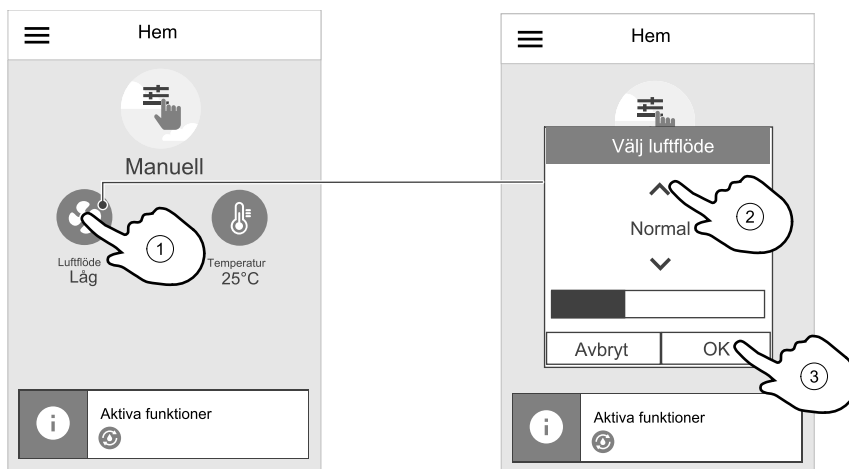 Hem
Manuell
Luftflöde
Låg
Temperatur
25°C
1
Aktiva funktioner
Hem
Välj luftflöde
Normal
2
Avbryt
OK
3
Aktiva funktioner